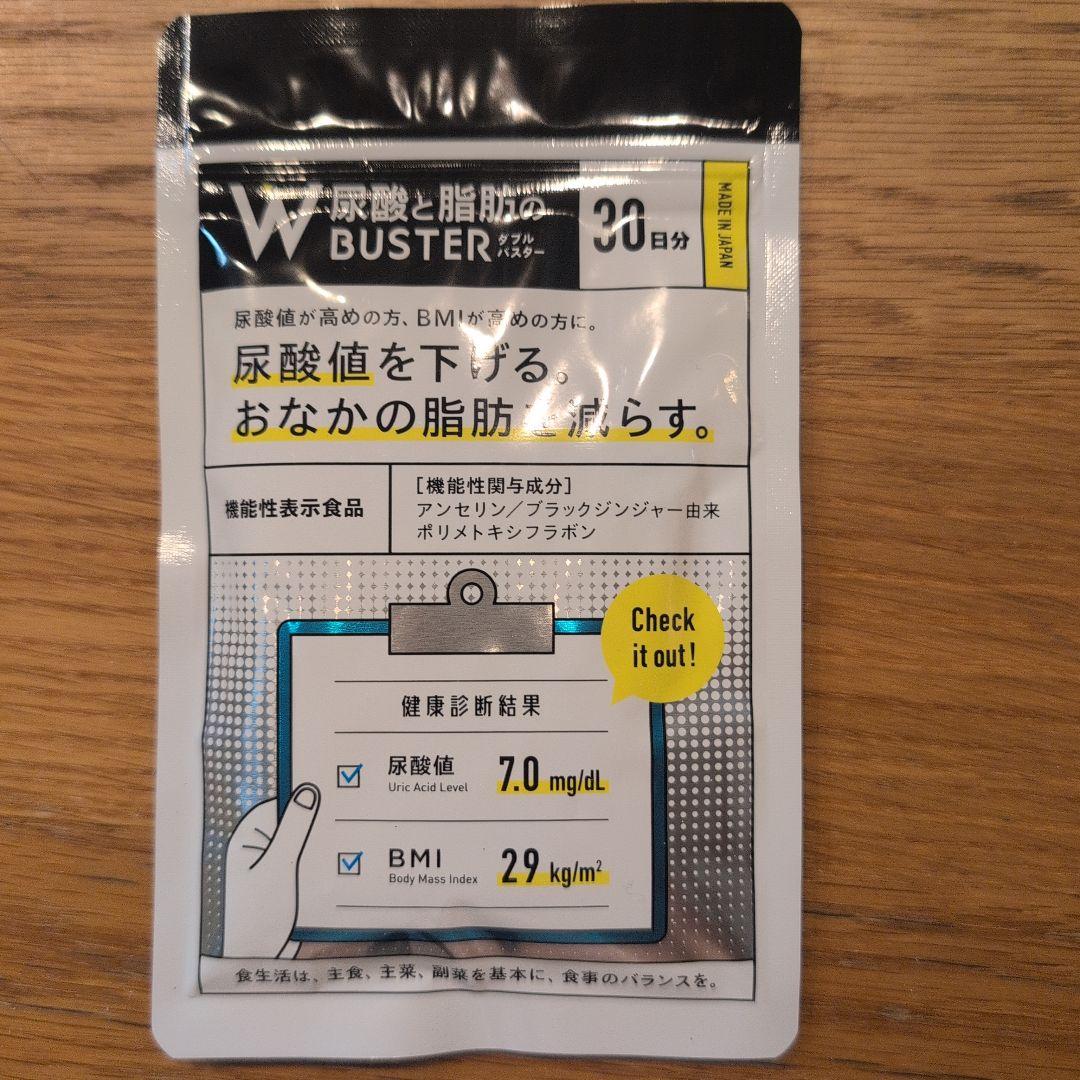 W 尿酸と脂肪の
BUSTER ダブル
バスター
30日分
MADE IN JAPAN
尿酸値が高めの方、BMIが高めの方に。
尿酸値を下げる。
おなかの脂肪を減らす。
機能性表示食品
[機能性関与成分]
アンセリン/ブラックジンジャー由来
ポリメトキシフラボン
Check
it out!
健康診断結果
尿酸値 7.0 mg/dL
Uric Acid Level
BMI 29 kg/m²
Body Mass Index
食生活は、主食、主菜、副菜を基本に、食事のバランスを。